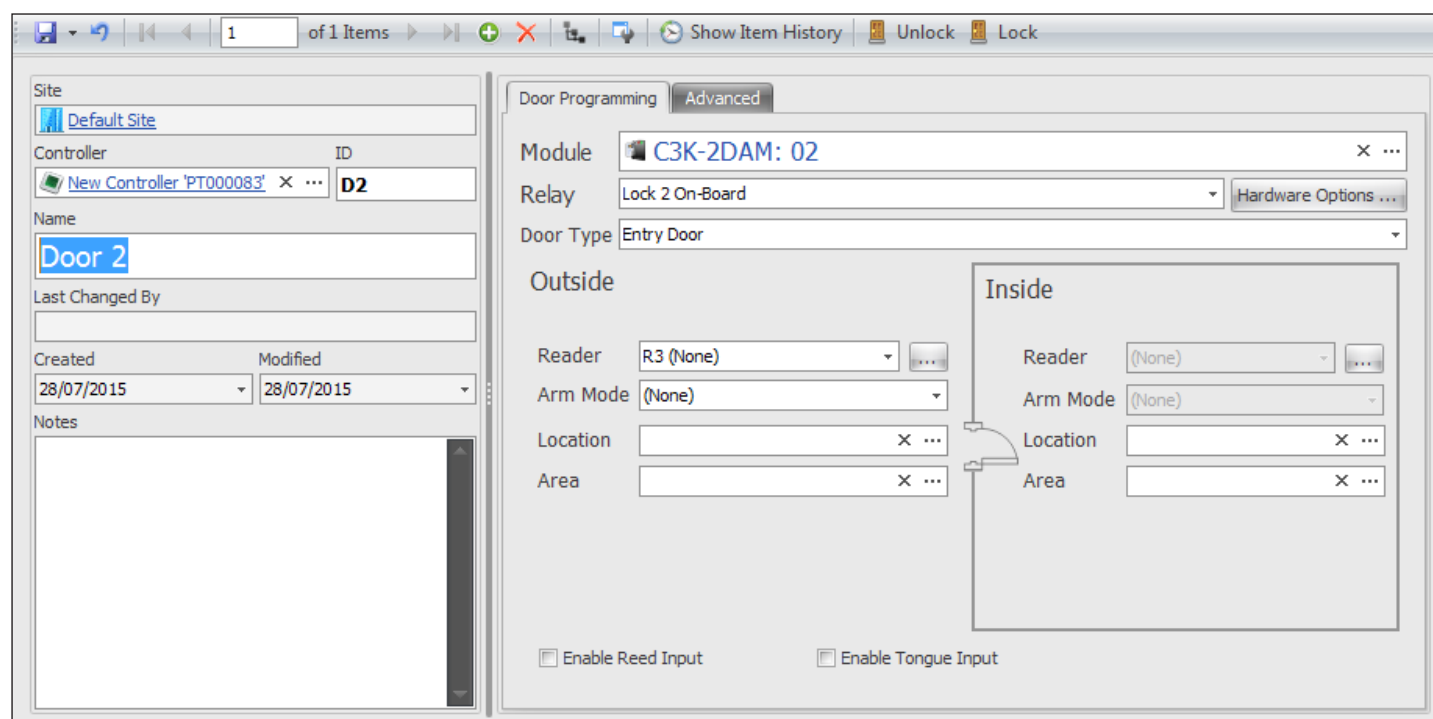 1 of 1 Items Show Item History Unlock Lock
Site
Default Site
Controller ID
New Controller 'PT000083' D2
Name
Door 2
Last Changed By
Created Modified
28/07/2015 28/07/2015
Notes
Door Programming Advanced
Module C3K-2DAM: 02
Relay Lock 2 On-Board Hardware Options ...
Door Type Entry Door
Outside
Reader R3 (None) ...
Arm Mode (None)
Location ...
Area ...
Inside
Reader (None) ...
Arm Mode (None)
Location ...
Area ...
Enable Reed Input Enable Tongue Input